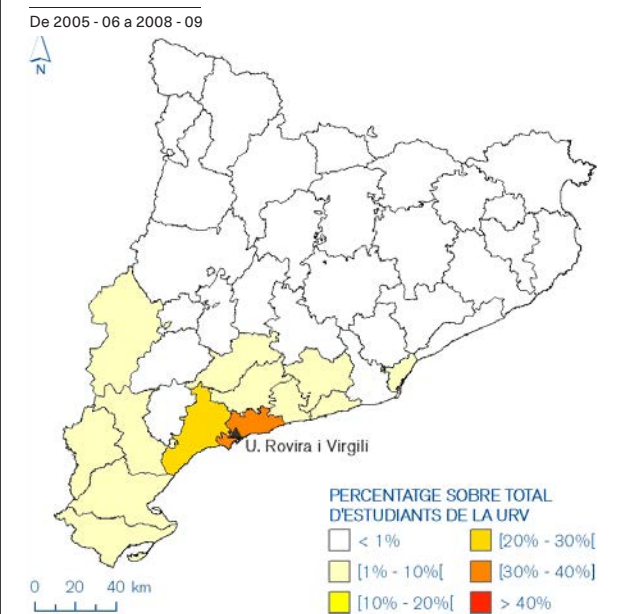 De 2005 - 06 a 2008 - 09
N
U. Rovira i Virgili
PERCENTATGE SOBRE TOTAL
D'ESTUDIANTS DE LA URV
< 1%
[20% - 30%[
[1% - 10%[
[30% - 40%]
[10% - 20%[
> 40%
0 20 40 km